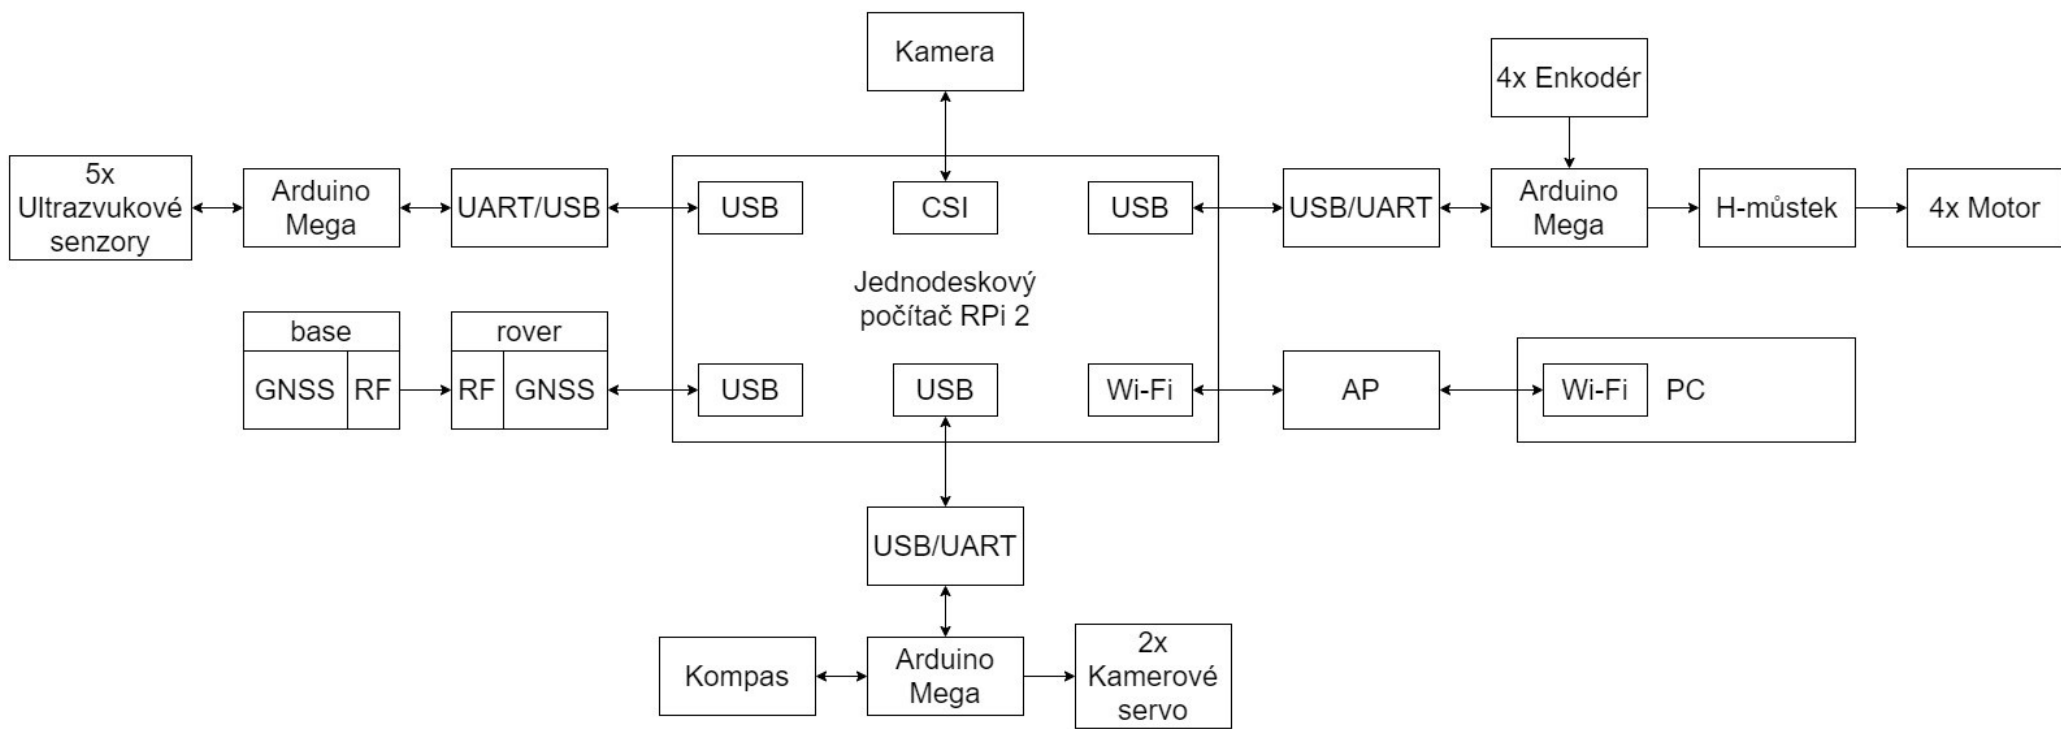 Kamera
4x Enkodér
5x
Ultrazvukové
senzory
Arduino
Mega
UART/USB
USB
CSI
USB
USB/UART
Arduino
Mega
H-můstek
4x Motor
Jednodeskový
počítač RPi 2
base
GNSS
RF
rover
RF
GNSS
USB
USB
Wi-Fi
AP
Wi-Fi
PC
USB/UART
Kompas
Arduino
Mega
2x
Kamerové
servo